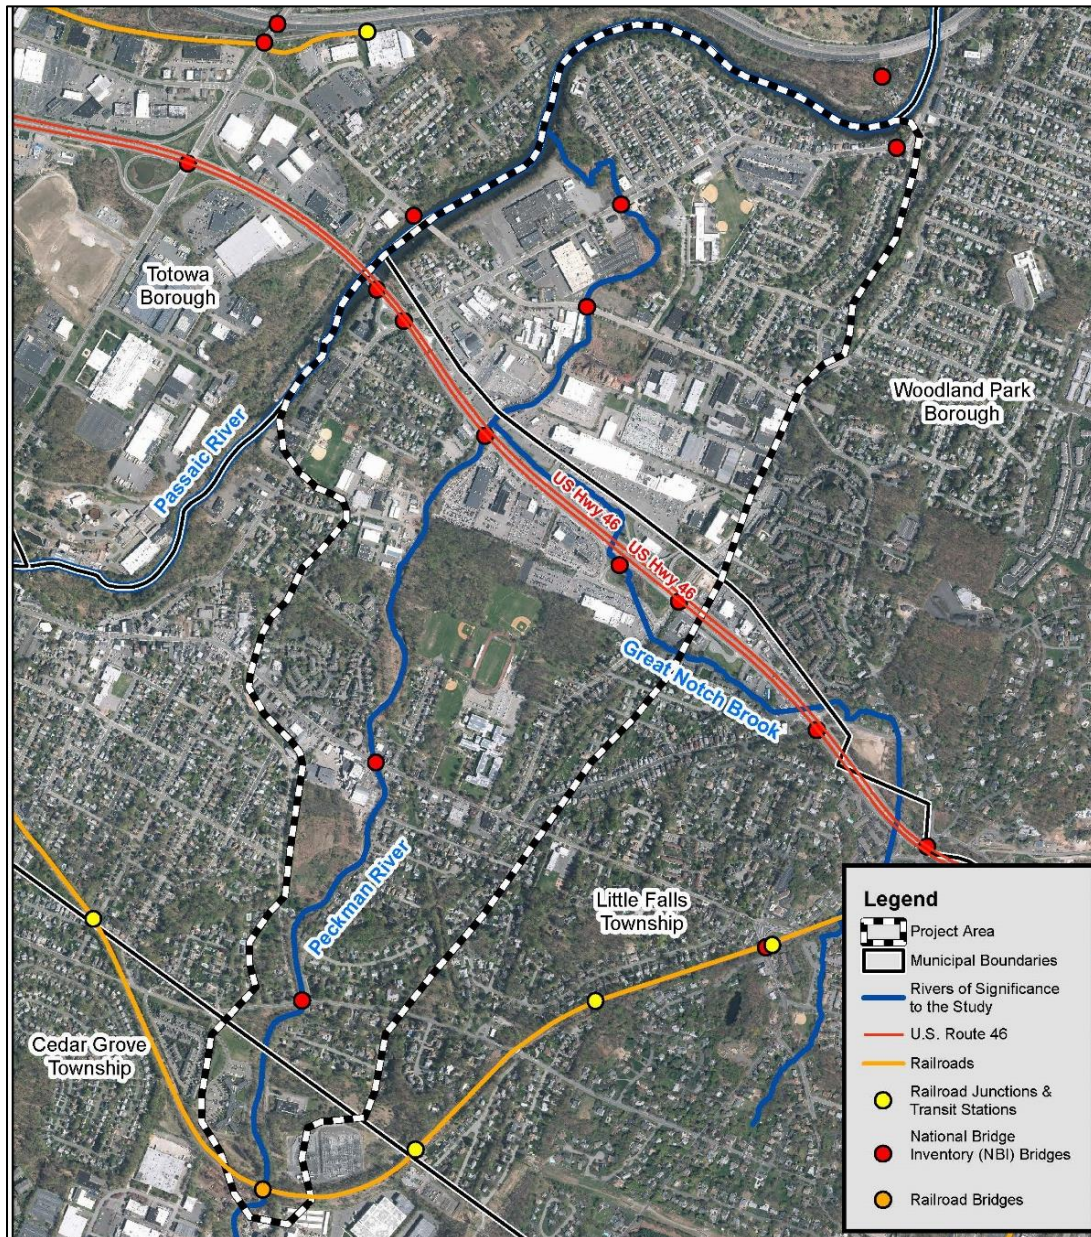 Totowa
Borough
Passaic River
Woodland Park
Borough
US Hwy 46
US Hwy 46
Great Notch Brook
Peckman River
Little Falls
Township
Cedar Grove
Township
Legend
Project Area
Municipal Boundaries
Rivers of Significance
to the Study
U.S. Route 46
Railroads
Railroad Junctions &
Transit Stations
National Bridge
Inventory (NBI) Bridges
Railroad Bridges